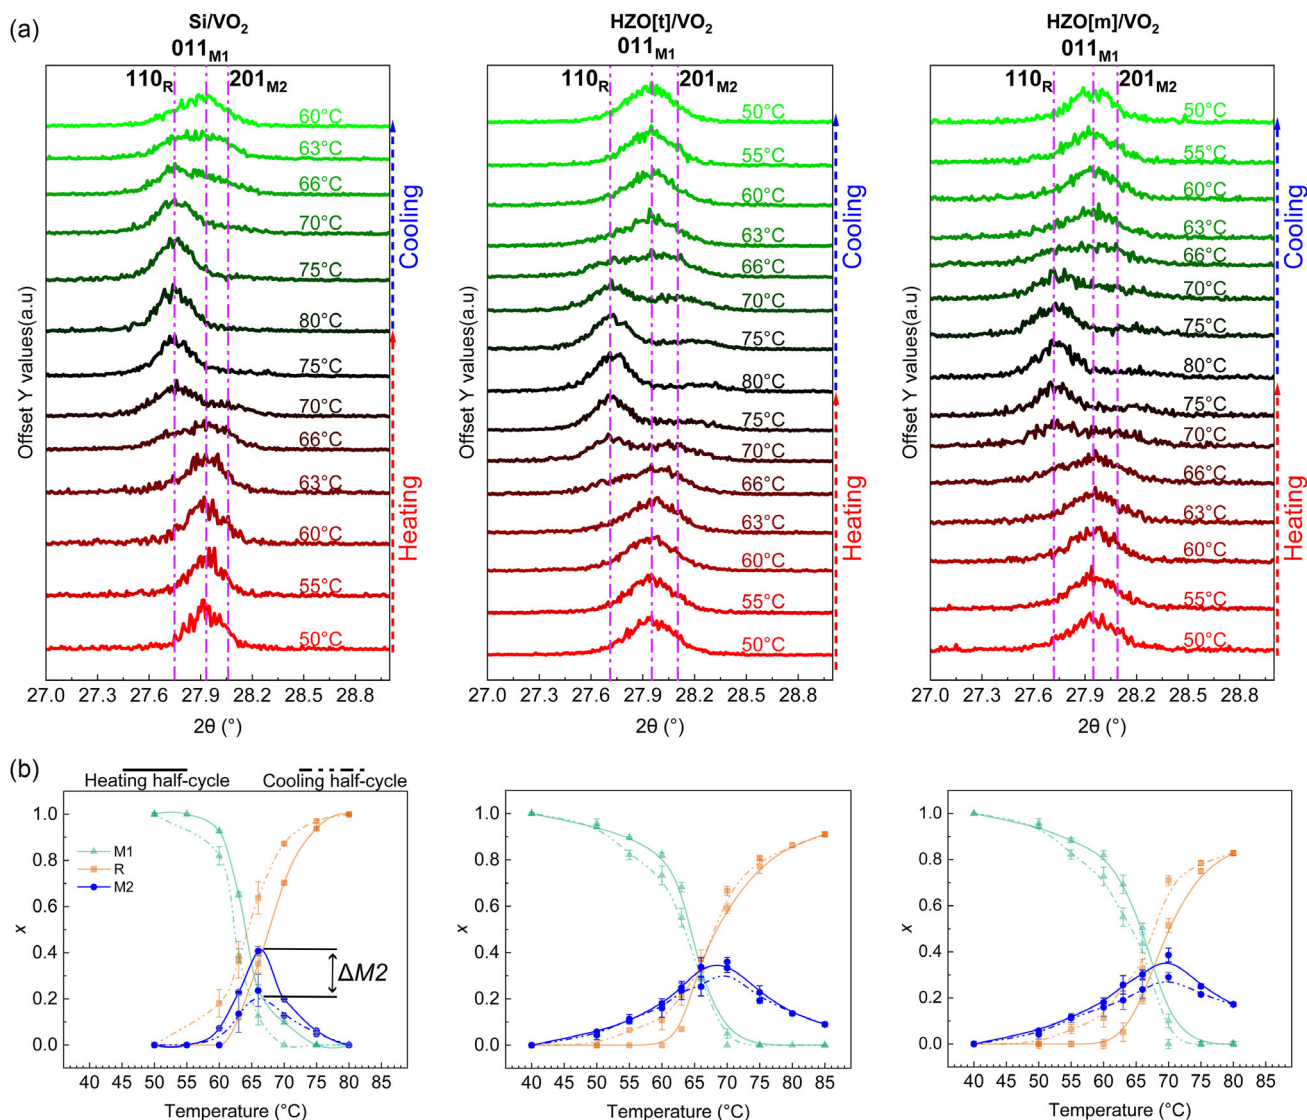 (a)
Si/VO2
011M1
110R
201M2
60°C
63°C
66°C
70°C
75°C
80°C
75°C
70°C
66°C
63°C
60°C
55°C
50°C
Cooling
Heating
Offset Y values(a.u)
27.0 27.6 27.9 28.2 28.5 28.8
2θ (°)
HZO[t]/VO2
011M1
110R
201M2
50°C
55°C
60°C
63°C
66°C
70°C
75°C
80°C
75°C
70°C
66°C
63°C
60°C
55°C
50°C
Cooling
Heating
Offset Y values(a.u)
27.0 27.3 27.6 27.9 28.2 28.5 28.8
2θ (°)
HZO[m]/VO2
011M1
110R
201M2
50°C
55°C
60°C
63°C
66°C
70°C
75°C
80°C
75°C
70°C
66°C
63°C
60°C
55°C
50°C
Cooling
Heating
Offset Y values(a.u)
27.0 27.3 27.6 27.9 28.2 28.5 28.8
2θ (°)
(b)
Heating half-cycle
Cooling half-cycle
M1
R
M2
ΔM2
x
1.0
0.8
0.6
0.4
0.2
0.0
40 45 50 55 60 65 70 75 80 85
Temperature (°C)
x
1.0
0.8
0.6
0.4
0.2
0.0
40 45 50 55 60 65 70 75 80 85
Temperature (°C)
x
1.0
0.8
0.6
0.4
0.2
0.0
40 45 50 55 60 65 70 75 80 85
Temperature (°C)